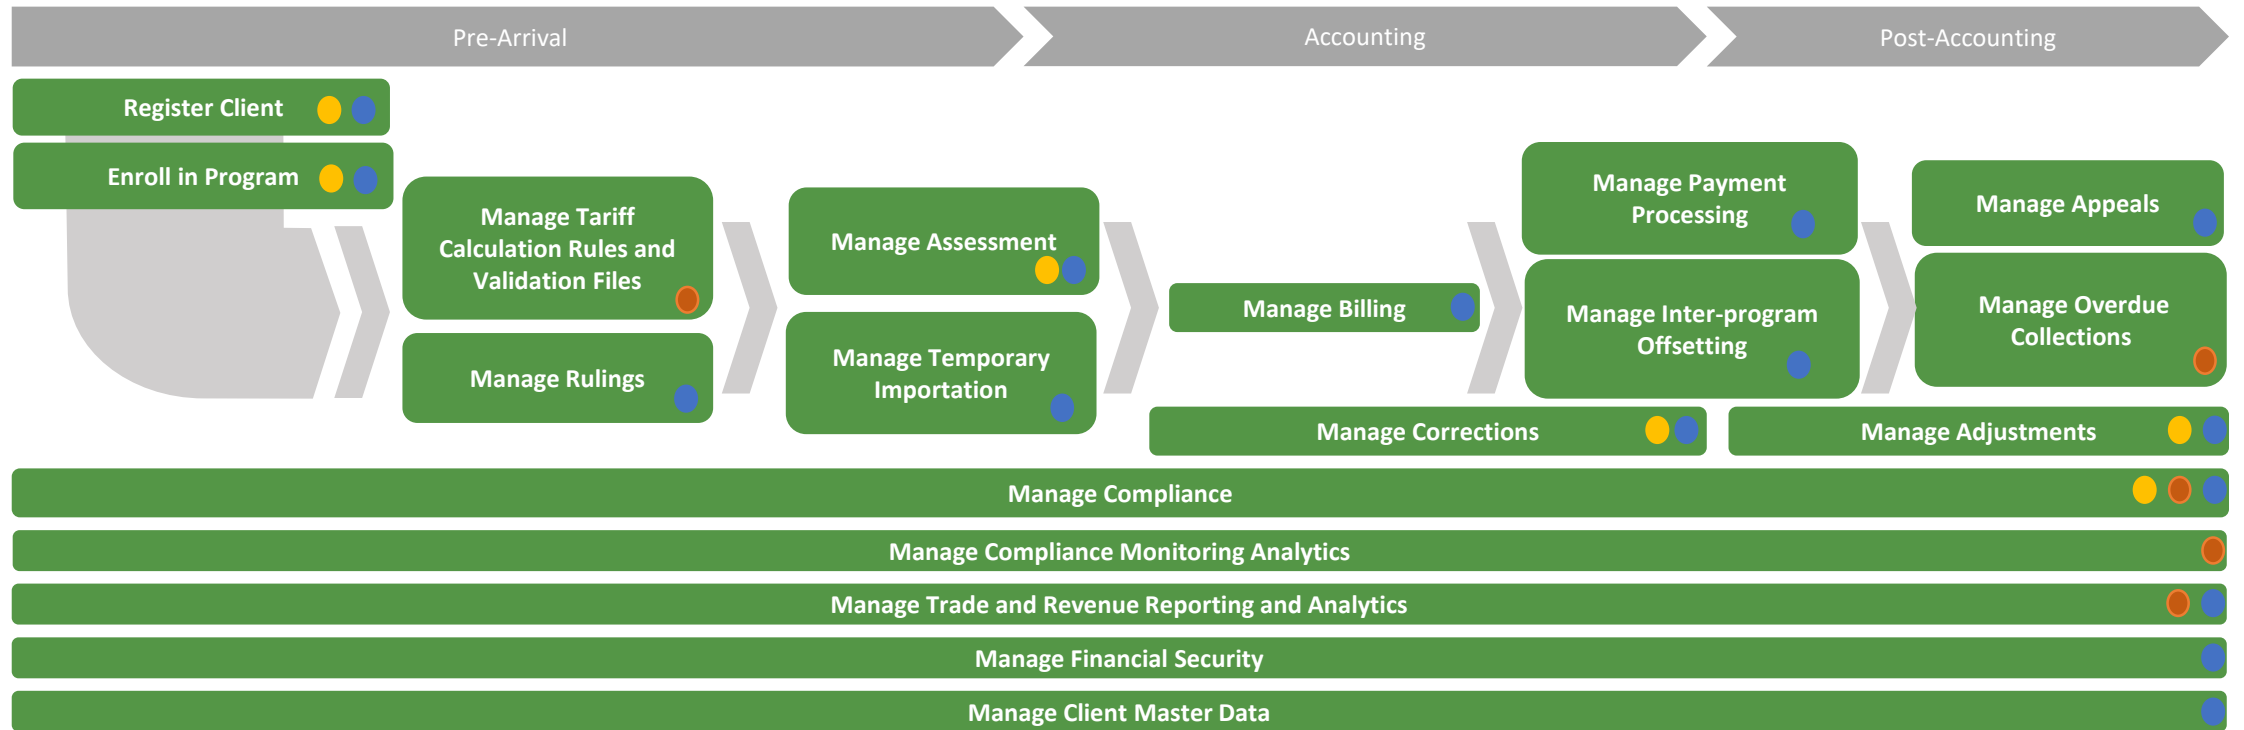 Pre-Arrival
Accounting
Post-Accounting
Register Client
Enroll in Program
Manage Tariff
Calculation Rules and
Validation Files
Manage Rulings
Manage Assessment
Manage Temporary
Importation
Manage Billing
Manage Payment
Processing
Manage Inter-program
Offsetting
Manage Appeals
Manage Overdue
Collections
Manage Corrections
Manage Adjustments
Manage Compliance
Manage Compliance Monitoring Analytics
Manage Trade and Revenue Reporting and Analytics
Manage Financial Security
Manage Client Master Data